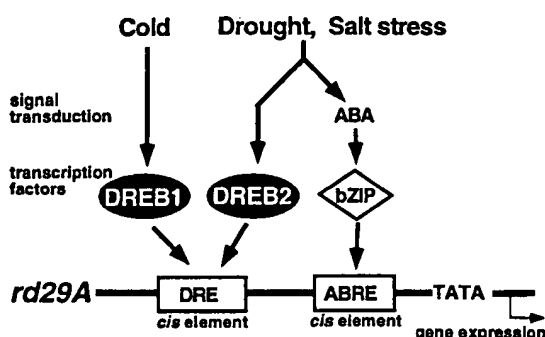 Cold
Drought, Salt stress
signal
transduction
ABA
transcription
factors
DREB1
DREB2
bZIP
rd29A
DRE
ABRE
TATA
cis element
cis element
gene expression